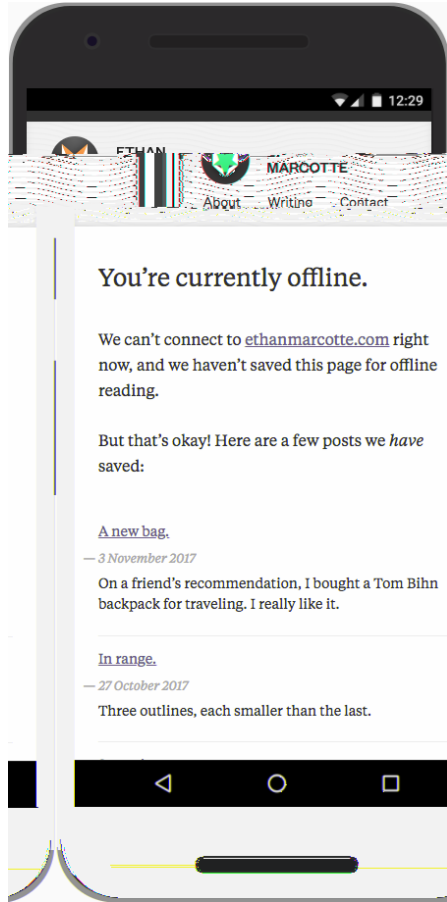 12:29
ETHAN
MARCOTTE
About Writing Contact
You’re currently offline.
We can’t connect to ethanmarcotte.com right
now, and we haven’t saved this page for offline
reading.
But that’s okay! Here are a few posts we have
saved:
A new bag.
— 3 November 2017
On a friend’s recommendation, I bought a Tom Bihn
backpack for traveling. I really like it.
In range.
— 27 October 2017
Three outlines, each smaller than the last.